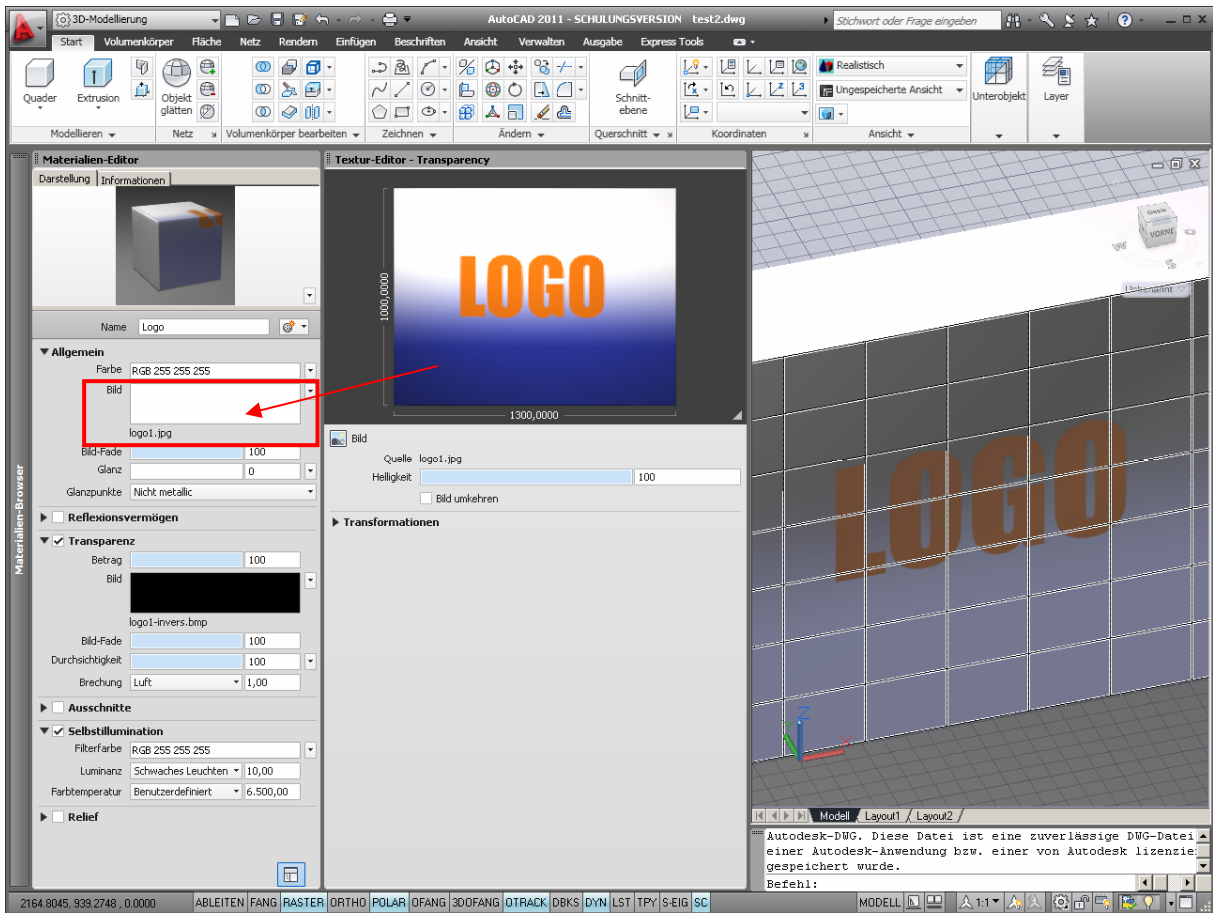 3D-Modellierung
AutoCAD 2011 - SCHULUNGSVERSION test2.dwg
Stichwort oder Frage eingeben
Start Volumenkörper Fläche Netz Rendern Einfügen Beschriften Ansicht Verwalten Ausgabe Express Tools
Quader
Extrusion
Objekt
glätten
Schnitt-
ebene
Realistisch
Ungespeicherte Ansicht
Unterobjekt
Layer
Modellieren Netz Volumenkörper bearbeiten Zeichnen Ändern Querschnitt Koordinaten Ansicht
Materialien-Browser
Materialien-Editor
Darstellung Informationen
Name Logo
Allgemein
Farbe RGB 255 255 255
Bild
logo1.jpg
Bild-Fade 100
Glanz 0
Glanzpunkte Nicht metallic
Reflexionsvermögen
Transparenz
Betrag 100
Bild
logo1-invers.bmp
Bild-Fade 100
Durchsichtigkeit 100
Brechung Luft 1,00
Ausschnitte
Selbstillumination
Filterfarbe RGB 255 255 255
Luminanz Schwaches Leuchten 10,00
Farbtemperatur Benutzerdefiniert 6.500,00
Relief
Textur-Editor - Transparency
1000,0000
LOGO
1300,0000
Bild
Quelle logo1.jpg
Helligkeit 100
Bild umkehren
Transformationen
OBEN
VORNE
W
S
Unbenannt
LOGO
Z
Y
X
Modell Layout1 Layout2
Autodesk-DWG. Diese Datei ist eine zuverlässige DWG-Datei
einer Autodesk-Anwendung bzw. einer von Autodesk lizenzie
gespeichert wurde.
Befehl:
2164.8045, 939.2748 , 0.0000 ABLEITEN FANG RASTER ORTHO POLAR OFANG 3DOFANG OTRACK DBKS DYN LST TPY S-EIG SC MODELL 1:1